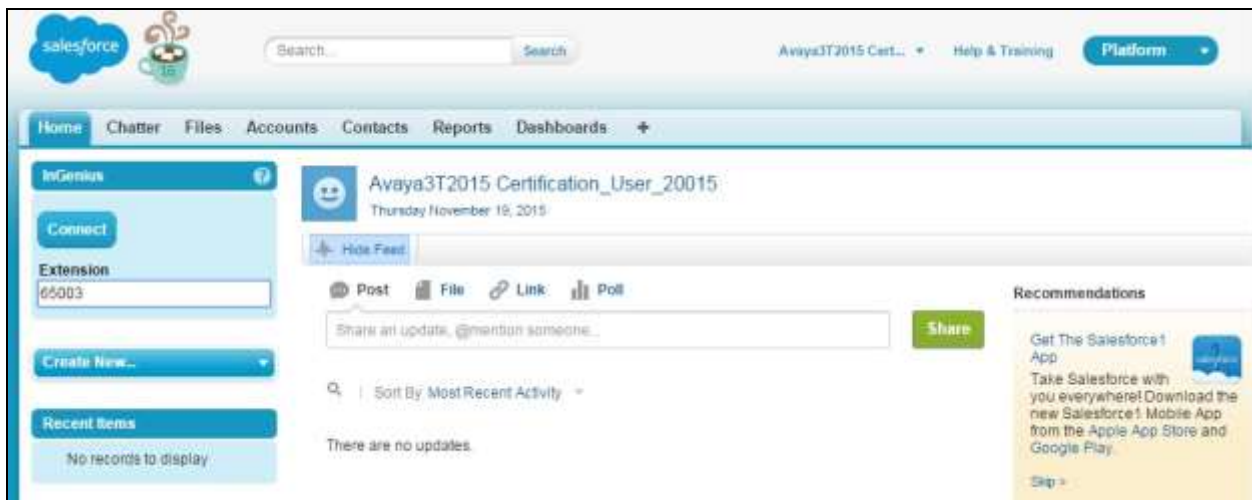 salesforce
16
Search...
Search
Avaya3T2015 Cert...
Help & Training
Platform
Home
Chatter
Files
Accounts
Contacts
Reports
Dashboards
+
InGenius
?
Connect
Extension
65003
Create New...
Recent Items
No records to display
Avaya3T2015 Certification_User_20015
Thursday November 19, 2015
Hide Feed
Post
File
Link
Poll
Share an update, @mention someone...
Share
Sort By Most Recent Activity
There are no updates.
Recommendations
Get The Salesforce1
App
Take Salesforce with
you everywhere! Download the
new Salesforce1 Mobile App
from the Apple App Store and
Google Play.
Skip >